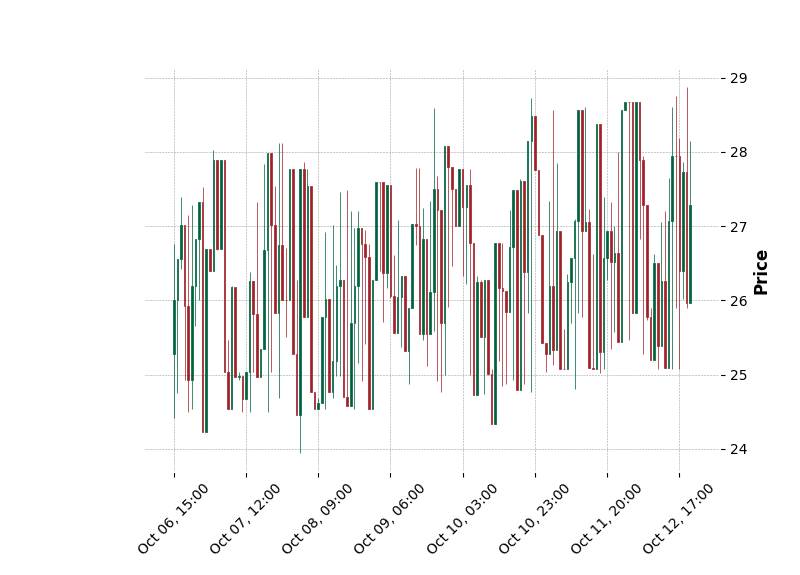 29
28
27
26
25
24
Price
Oct 06, 15:00
Oct 07, 12:00
Oct 08, 09:00
Oct 09, 06:00
Oct 10, 03:00
Oct 10, 23:00
Oct 11, 20:00
Oct 12, 17:00